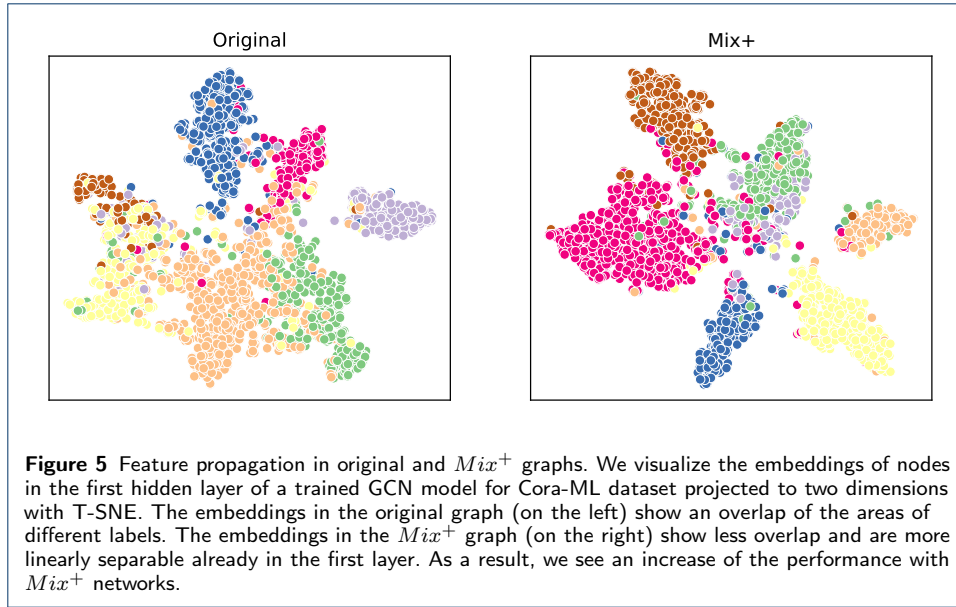 Original
Mix+
Figure 5 Feature propagation in original and Mix⁺ graphs. We visualize the embeddings of nodes
in the first hidden layer of a trained GCN model for Cora-ML dataset projected to two dimensions
with T-SNE. The embeddings in the original graph (on the left) show an overlap of the areas of
different labels. The embeddings in the Mix⁺ graph (on the right) show less overlap and are more
linearly separable already in the first layer. As a result, we see an increase of the performance with
Mix⁺ networks.